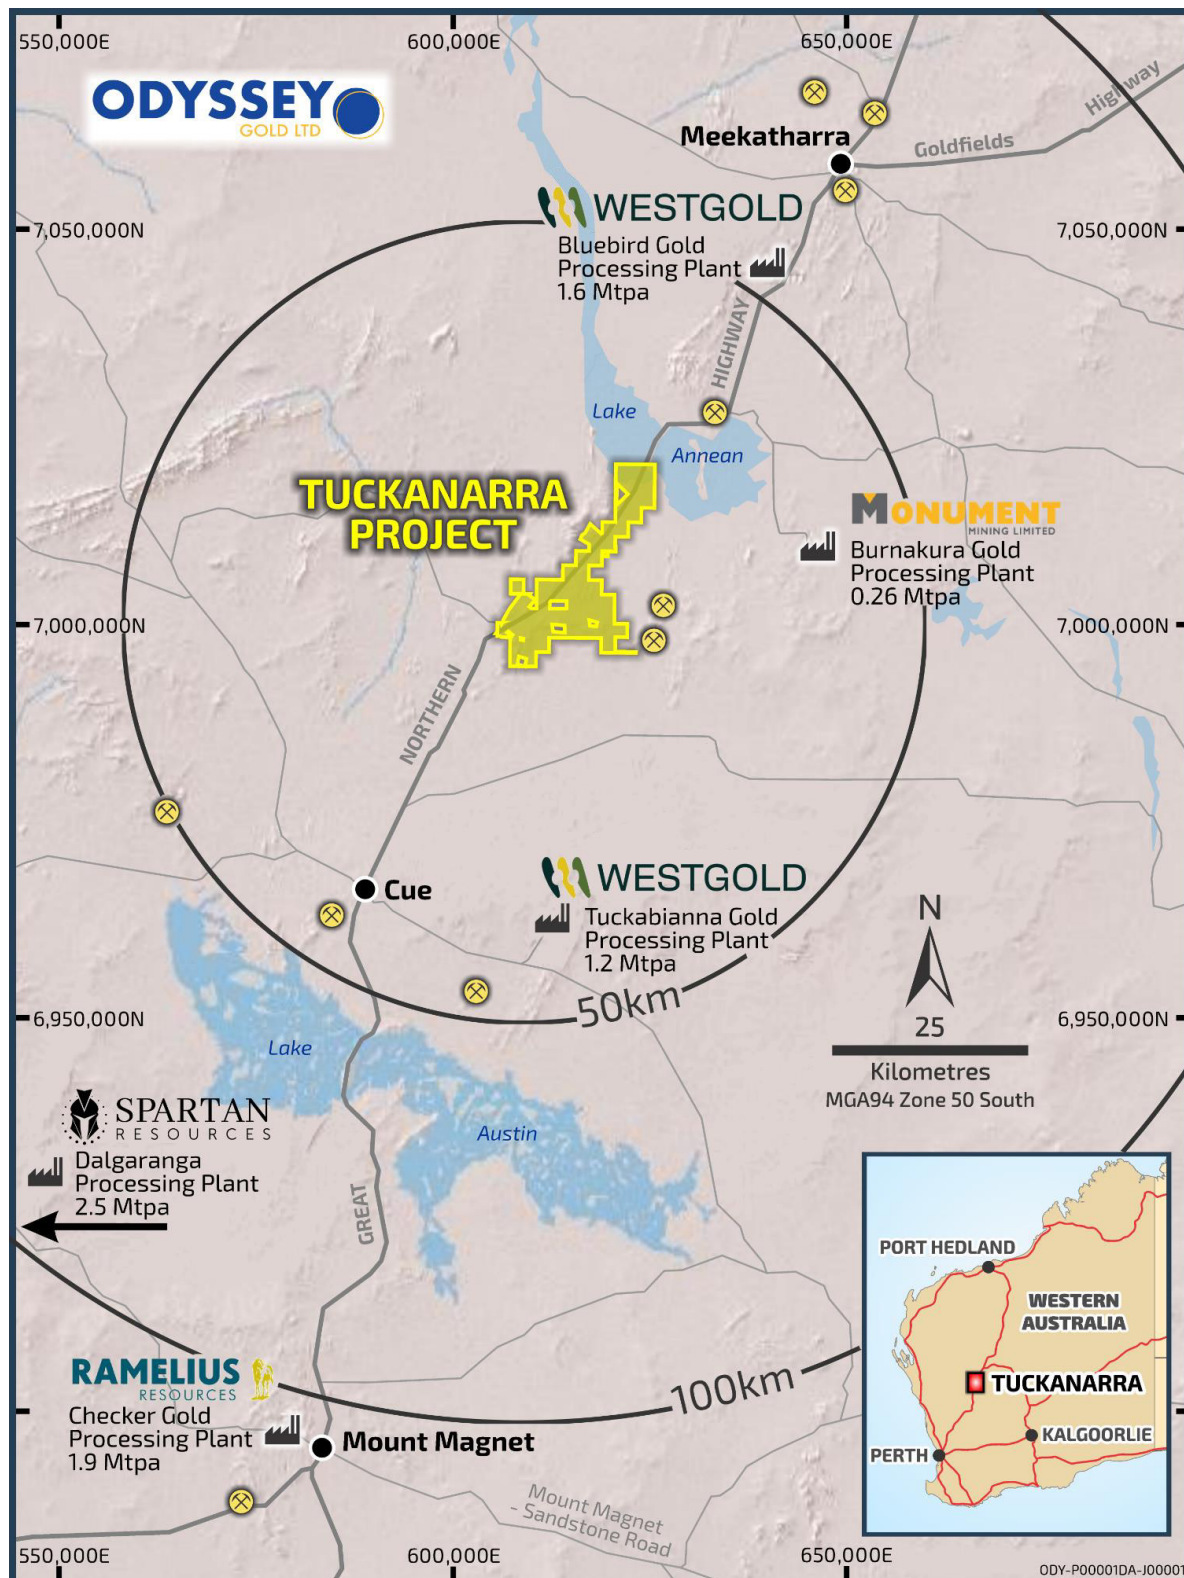 550,000E
600,000E
650,000E
ODYSSEY
GOLD LTD
Meekatharra
Goldfields
Highway
WESTGOLD
Bluebird Gold
Processing Plant
1.6 Mtpa
7,050,000N
7,050,000N
HIGHWAY
Lake
Annean
TUCKANARRA
PROJECT
MONUMENT
MINING LIMITED
Burnakura Gold
Processing Plant
0.26 Mtpa
7,000,000N
7,000,000N
NORTHERN
Cue
WESTGOLD
Tuckabianna Gold
Processing Plant
1.2 Mtpa
N
50km
25
Kilometres
MGA94 Zone 50 South
6,950,000N
6,950,000N
Lake
Austin
SPARTAN
RESOURCES
Dalgaranga
Processing Plant
2.5 Mtpa
GREAT
PORT HEDLAND
WESTERN
AUSTRALIA
TUCKANARRA
KALGOORLIE
PERTH
RAMELIUS
RESOURCES
Checker Gold
Processing Plant
1.9 Mtpa
100km
Mount Magnet
Mount Magnet
- Sandstone Road
550,000E
600,000E
650,000E
ODY-P00001DA-J00001